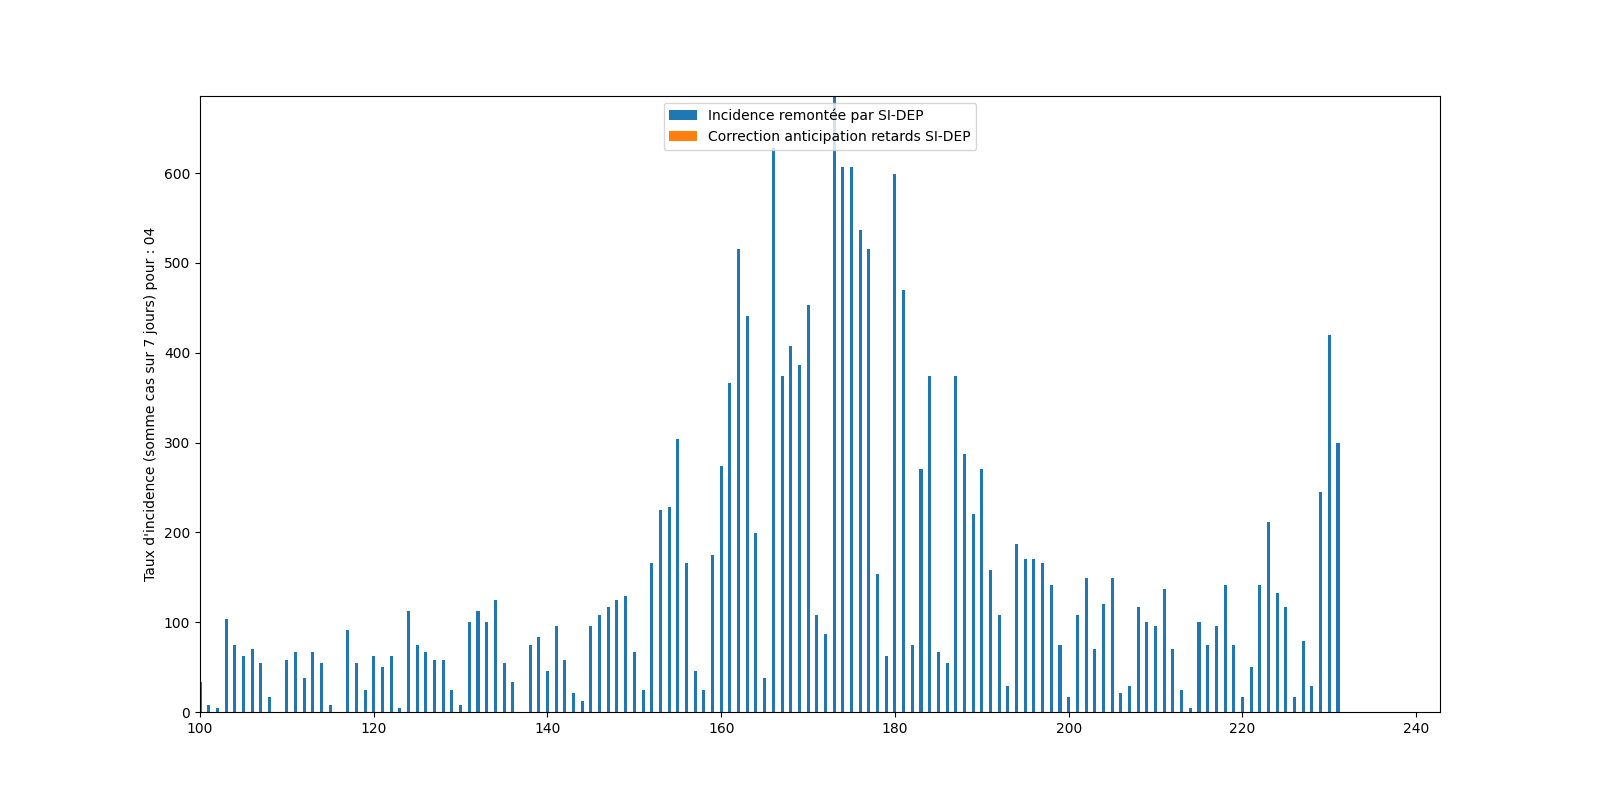 Incidence remontée par SI-DEP
Correction anticipation retards SI-DEP
Taux d'incidence (somme cas sur 7 jours) pour : 04
600
500
400
300
200
100
0
100 120 140 160 180 200 220 240